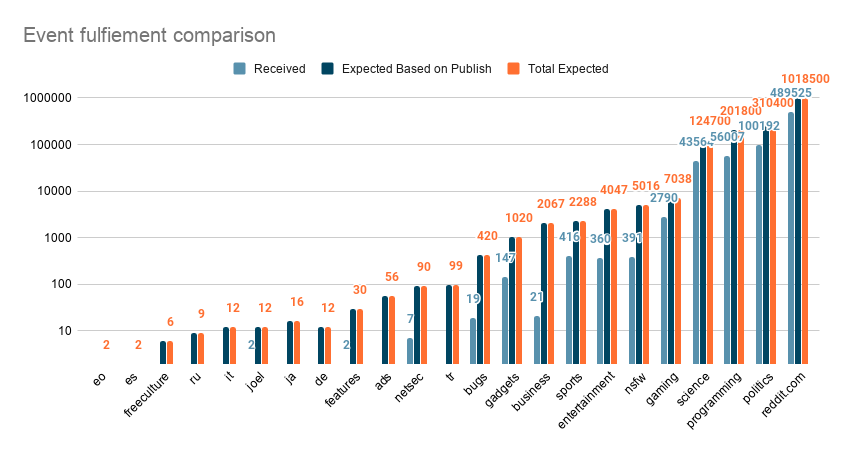 Event fulfiement comparison
Received Expected Based on Publish Total Expected
1000000
100000
10000
1000
100
10
2
2
6
9
12
2
12
16
12
2
30
56
7
90
99
19
420
147
1020
21
2067
416
2288
360
4047
391
5016
2790
7038
43564
124700
56007
201800
100192
310400
489525
1018500
eo
es
freeculture
ru
it
joel
ja
de
features
ads
netsec
tr
bugs
gadgets
business
sports
entertainment
nsfw
gaming
science
programming
politics
reddit.com